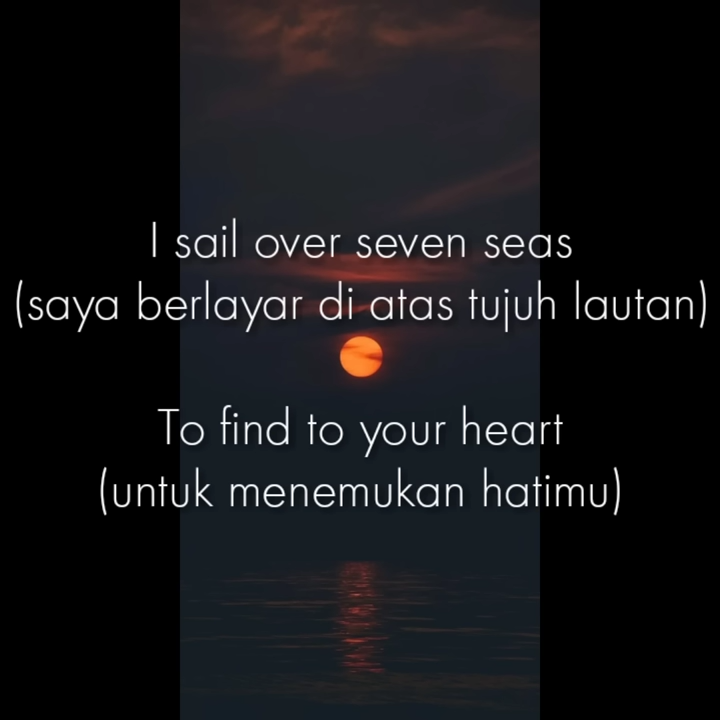 I sail over seven seas
(saya berlayar di atas tujuh lautan)
To find to your heart
(untuk menemukan hatimu)